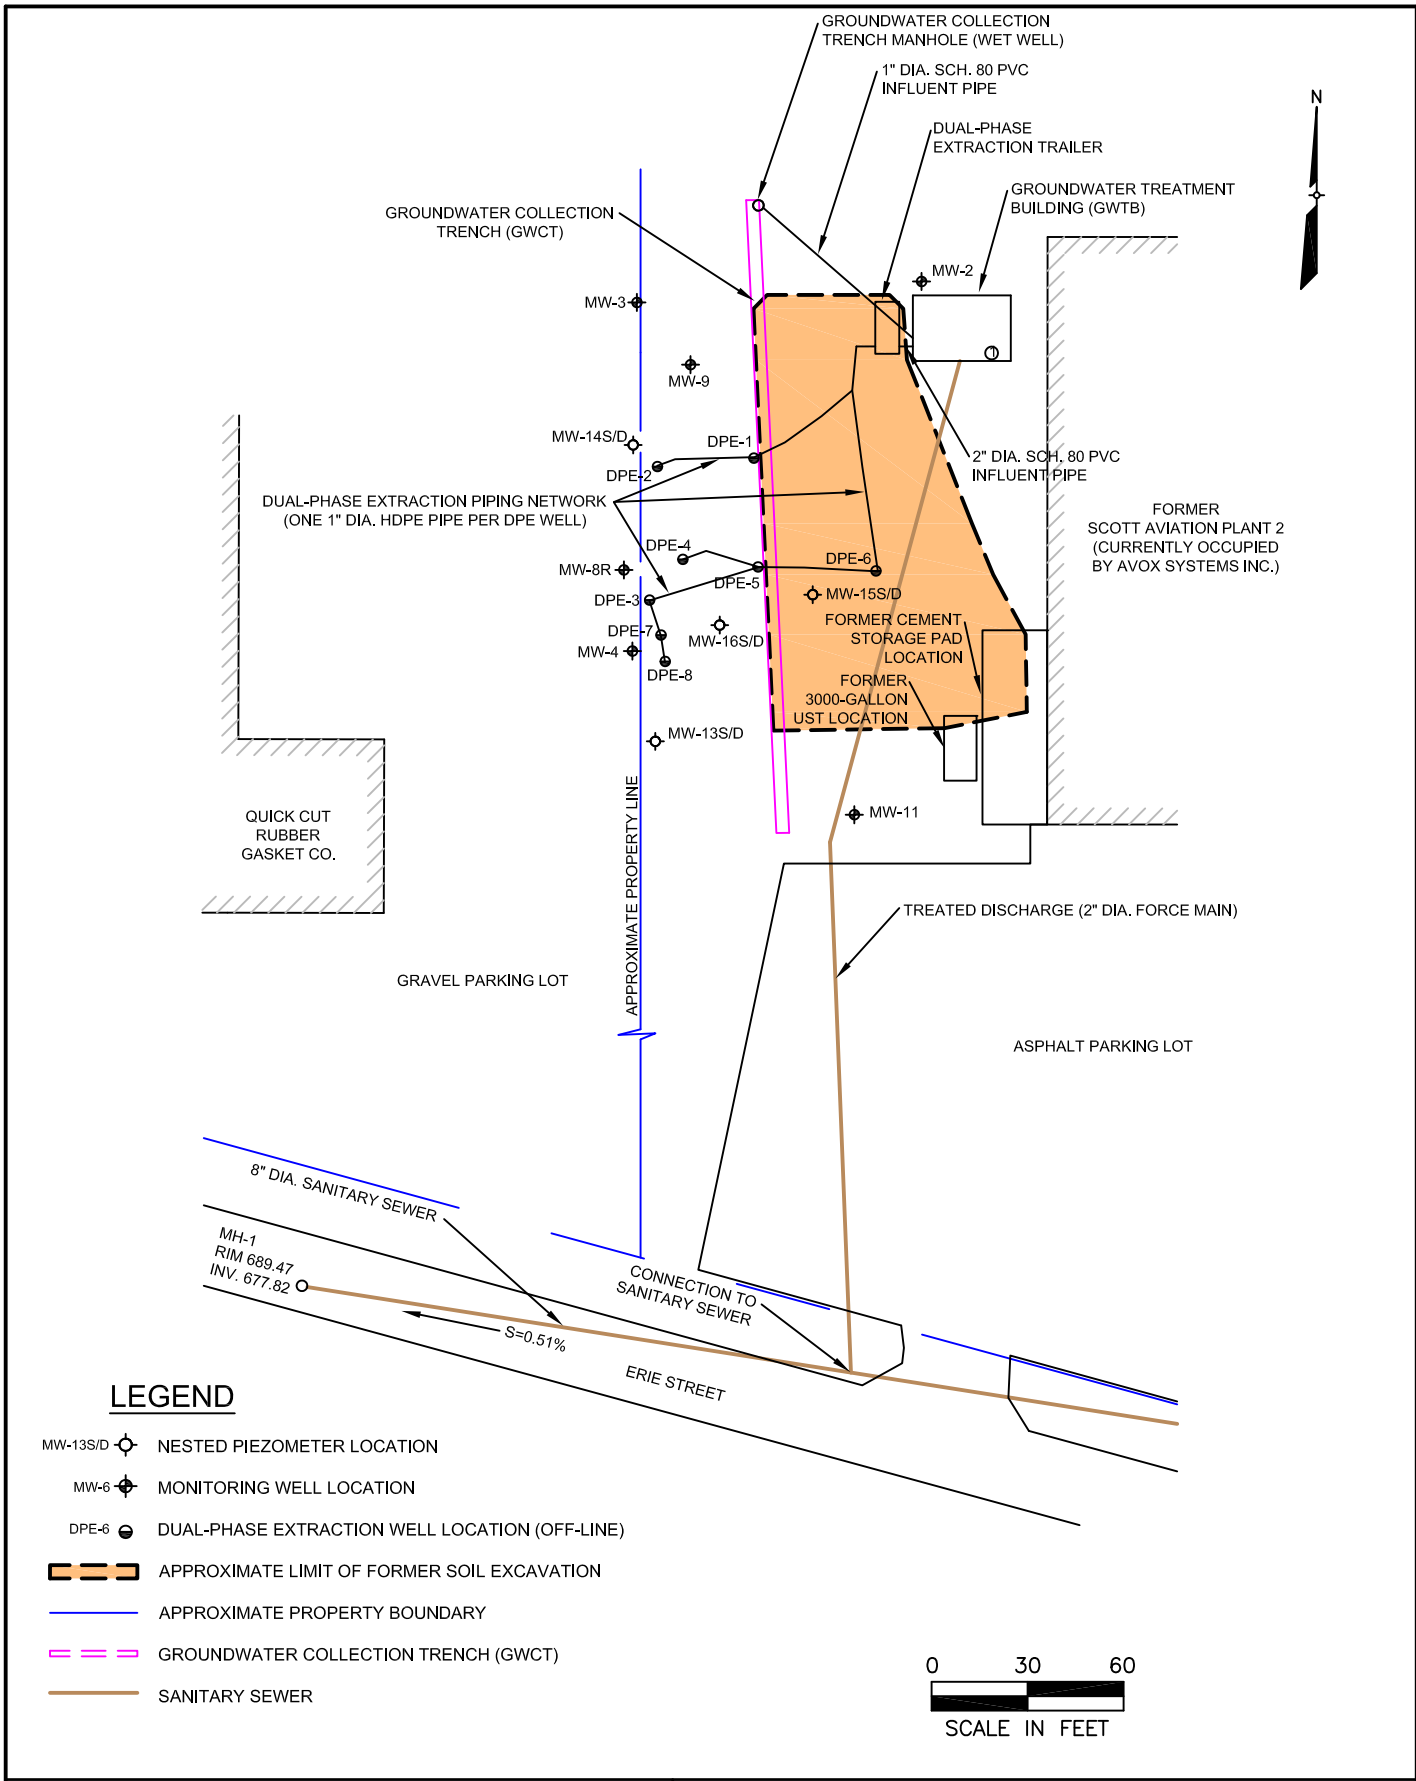 GROUNDWATER COLLECTION
TRENCH MANHOLE (WET WELL)
1" DIA. SCH. 80 PVC
INFLUENT PIPE
N
DUAL-PHASE
EXTRACTION TRAILER
GROUNDWATER TREATMENT
BUILDING (GWTB)
GROUNDWATER COLLECTION
TRENCH (GWCT)
MW-2
MW-3
MW-9
MW-14S/D
DPE-1
DPE-2
2" DIA. SCH. 80 PVC
INFLUENT PIPE
DUAL-PHASE EXTRACTION PIPING NETWORK
(ONE 1" DIA. HDPE PIPE PER DPE WELL)
FORMER
SCOTT AVIATION PLANT 2
(CURRENTLY OCCUPIED
BY AVOX SYSTEMS INC.)
DPE-4
DPE-6
MW-8R
DPE-5
DPE-3
MW-15S/D
FORMER CEMENT
STORAGE PAD
LOCATION
DPE-7
MW-16S/D
MW-4
DPE-8
FORMER
3000-GALLON
UST LOCATION
MW-13S/D
APPROXIMATE PROPERTY LINE
MW-11
QUICK CUT
RUBBER
GASKET CO.
TREATED DISCHARGE (2" DIA. FORCE MAIN)
GRAVEL PARKING LOT
ASPHALT PARKING LOT
8" DIA. SANITARY SEWER
MH-1
RIM 689.47
INV. 677.82
CONNECTION TO
SANITARY SEWER
S=0.51%
ERIE STREET
LEGEND
MW-13S/D NESTED PIEZOMETER LOCATION
MW-6 MONITORING WELL LOCATION
DPE-6 DUAL-PHASE EXTRACTION WELL LOCATION (OFF-LINE)
APPROXIMATE LIMIT OF FORMER SOIL EXCAVATION
APPROXIMATE PROPERTY BOUNDARY
GROUNDWATER COLLECTION TRENCH (GWCT)
SANITARY SEWER
0 30 60
SCALE IN FEET